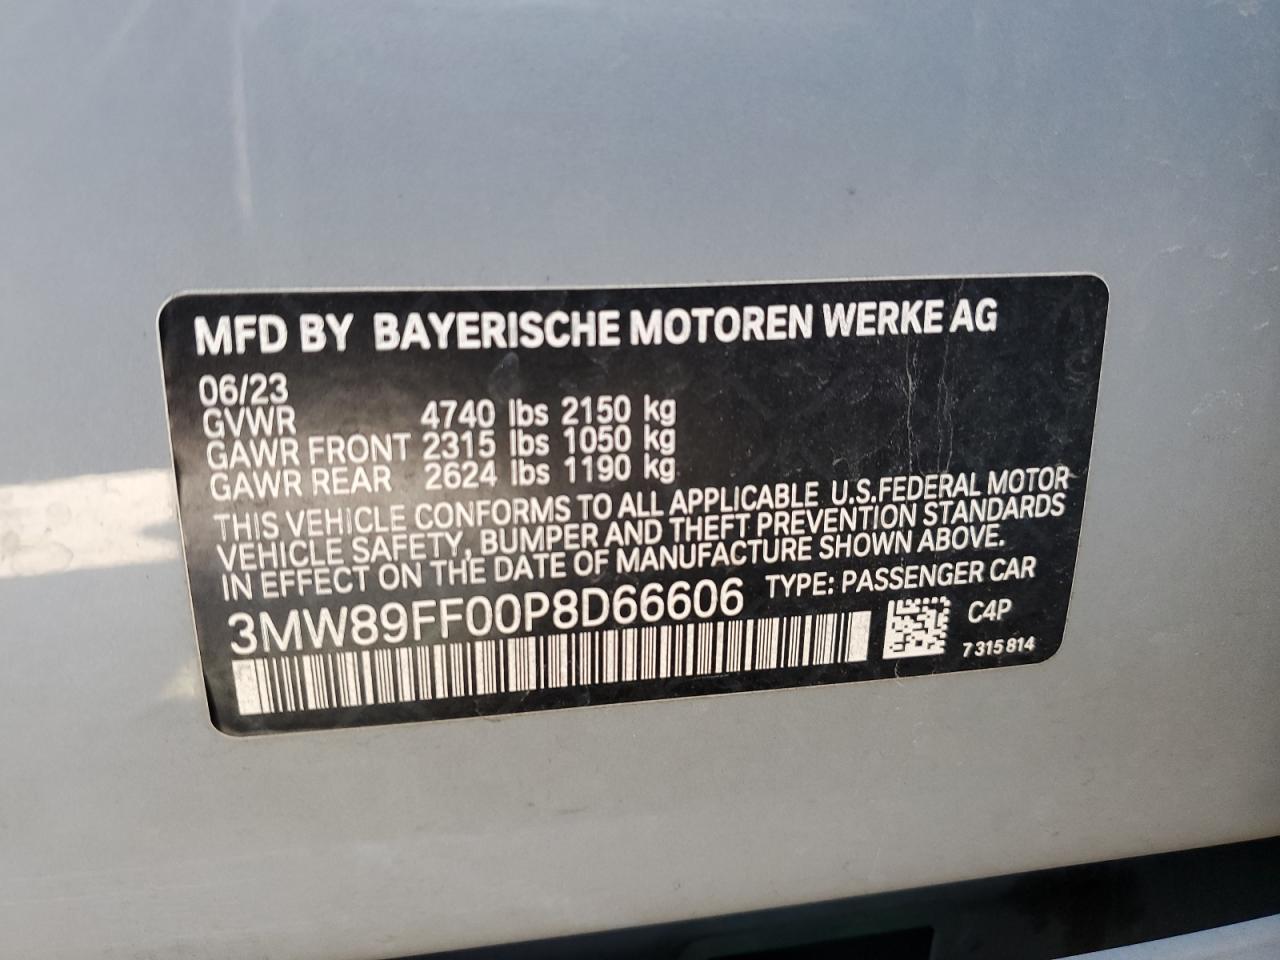 MFD BY BAYERISCHE MOTOREN WERKE AG
06/23
GVWR 4740 lbs 2150 kg
GAWR FRONT 2315 lbs 1050 kg
GAWR REAR 2624 lbs 1190 kg
THIS VEHICLE CONFORMS TO ALL APPLICABLE U.S.FEDERAL MOTOR
VEHICLE SAFETY, BUMPER AND THEFT PREVENTION STANDARDS
IN EFFECT ON THE DATE OF MANUFACTURE SHOWN ABOVE.
3MW89FF00P8D66606 TYPE: PASSENGER CAR
C4P
7 315 814